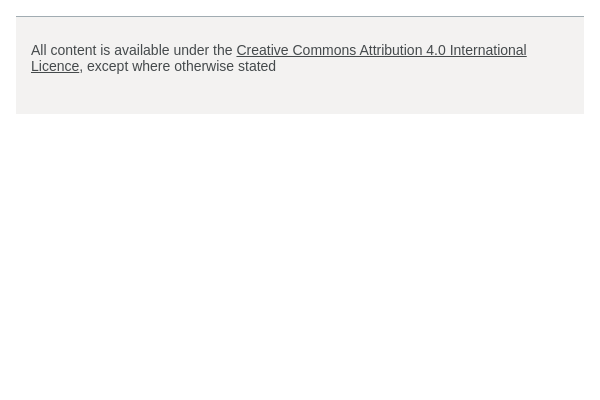 All content is available under the Creative Commons Attribution 4.0 International
Licence, except where otherwise stated